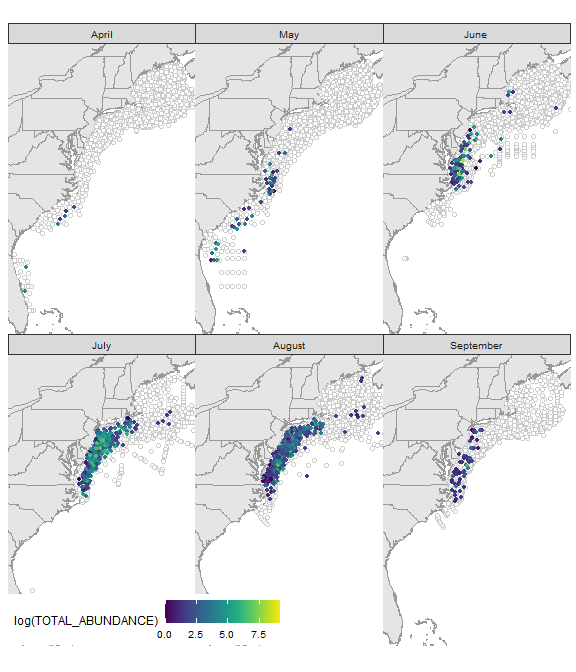 April May June
July August September
log(TOTAL_ABUNDANCE)
0.0 2.5 5.0 7.5